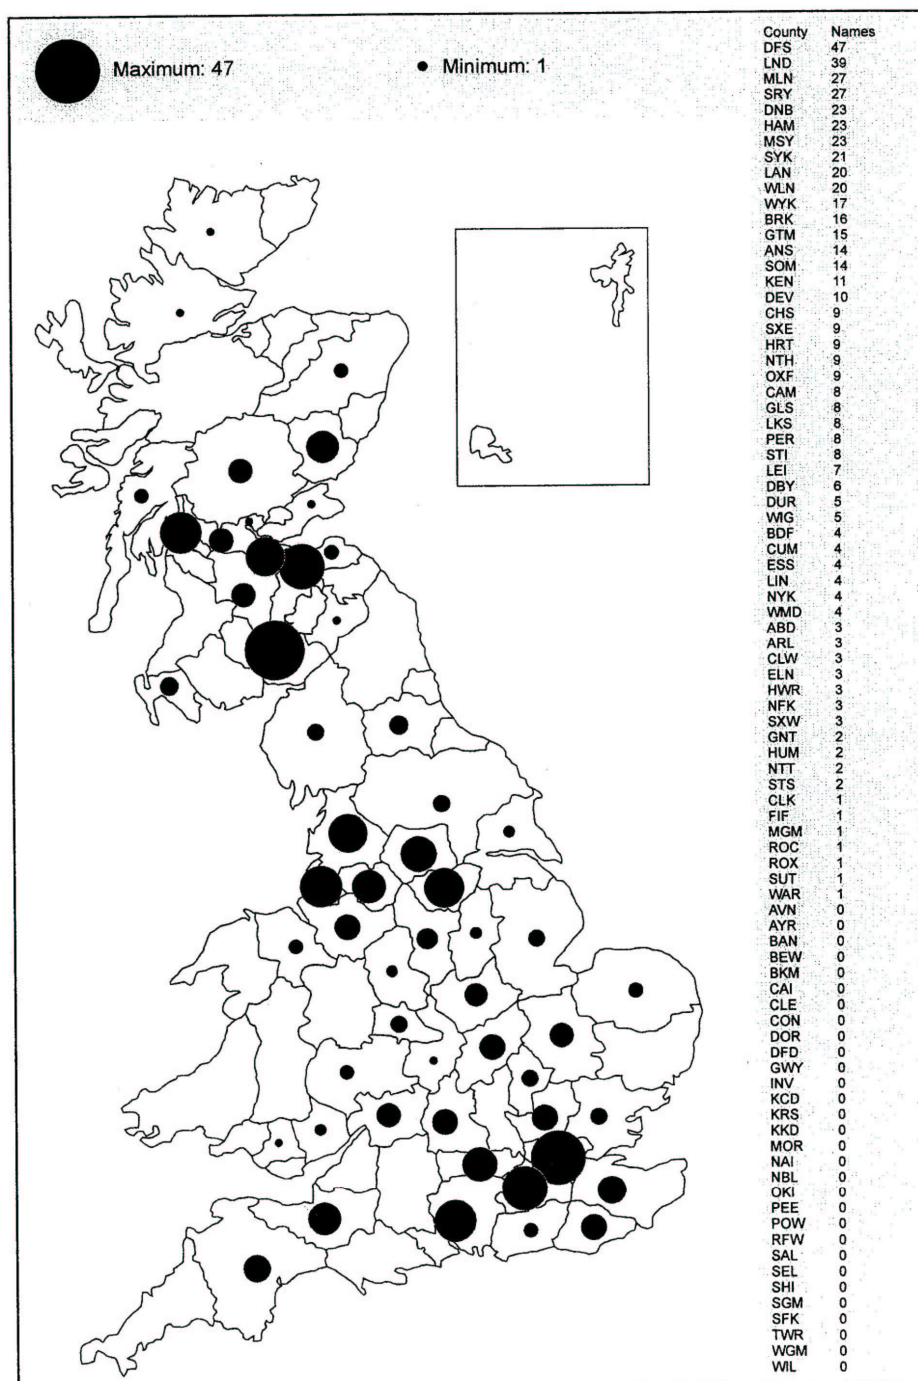 Maximum: 47
Minimum: 1
County Names
DFS 47
LND 39
MLN 27
SRY 27
DNB 23
HAM 23
MSY 23
SYK 21
LAN 20
WLN 20
WYK 17
BRK 16
GTM 15
ANS 14
SOM 14
KEN 11
DEV 10
CHS 9
SXE 9
HRT 9
NTH 9
OXF 9
CAM 8
GLS 8
LKS 8
PER 8
STI 8
LEI 7
DBY 6
DUR 5
WIG 5
BDF 4
CUM 4
ESS 4
LIN 4
NYK 4
WMD 4
ABD 3
ARL 3
CLW 3
ELN 3
HWR 3
NFK 3
SXW 3
GNT 2
HUM 2
NTT 2
STS 2
CLK 1
FIF 1
MGM 1
ROC 1
ROX 1
SUT 1
WAR 1
AVN 0
AYR 0
BAN 0
BEW 0
BKM 0
CAI 0
CLE 0
CON 0
DOR 0
DFD 0
GWY 0
INV 0
KCD 0
KRS 0
KKD 0
MOR 0
NAI 0
NBL 0
OKI 0
PEE 0
POW 0
RFW 0
SAL 0
SEL 0
SHI 0
SGM 0
SFK 0
TWR 0
WGM 0
WIL 0